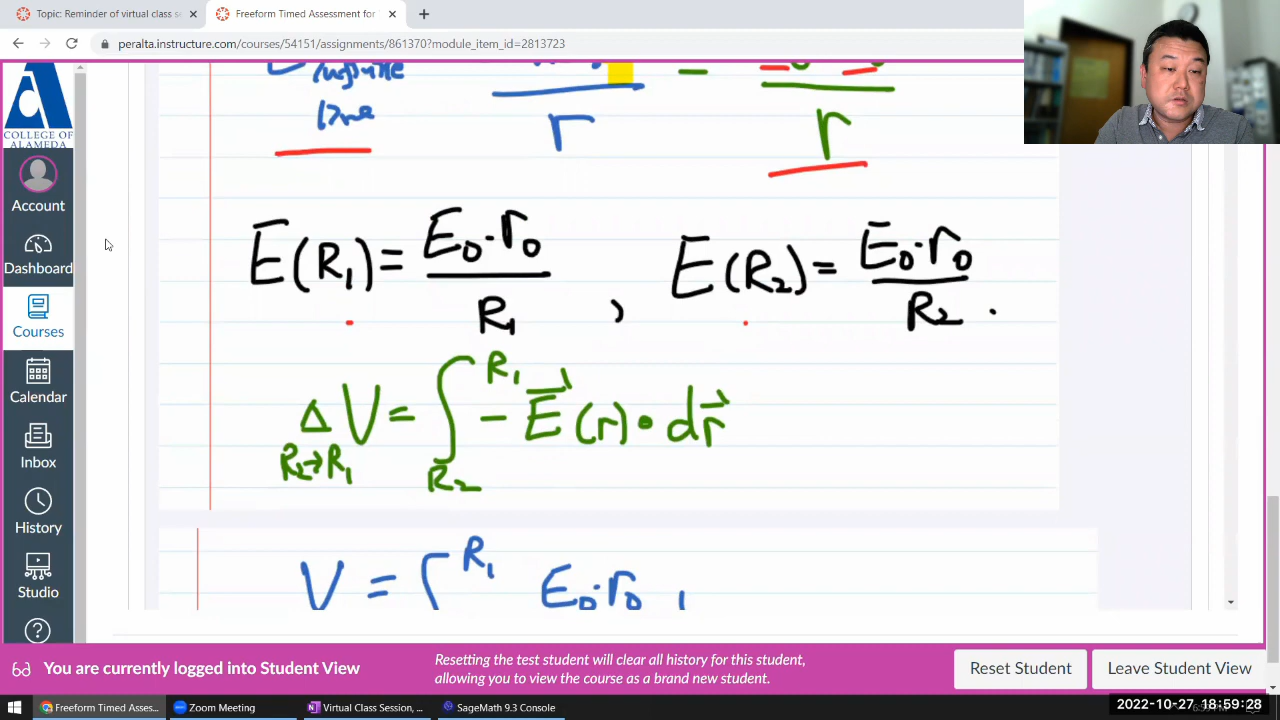 Topic: Reminder of virtual class se
Freeform Timed Assessment for
peralta.instructure.com/courses/54151/assignments/861370?module_item_id=2813723
COLLEGE OF
ALAMEDA
Account
Dashboard
Courses
Calendar
Inbox
History
Studio
line
r
r
E(R₁) = E₀·r₀ / R₁ , E(R₂) = E₀·r₀ / R₂ .
Δ V = ∫ - E⃗(r) • dr⃗
R₂→R₁ R₂ R₁
V = ∫ R₁ E₀·r₀
You are currently logged into Student View
Resetting the test student will clear all history for this student,
allowing you to view the course as a brand new student.
Reset Student
Leave Student View
Freeform Timed Asses...
Zoom Meeting
Virtual Class Session, ...
SageMath 9.3 Console
2022-10-27 18:59:28